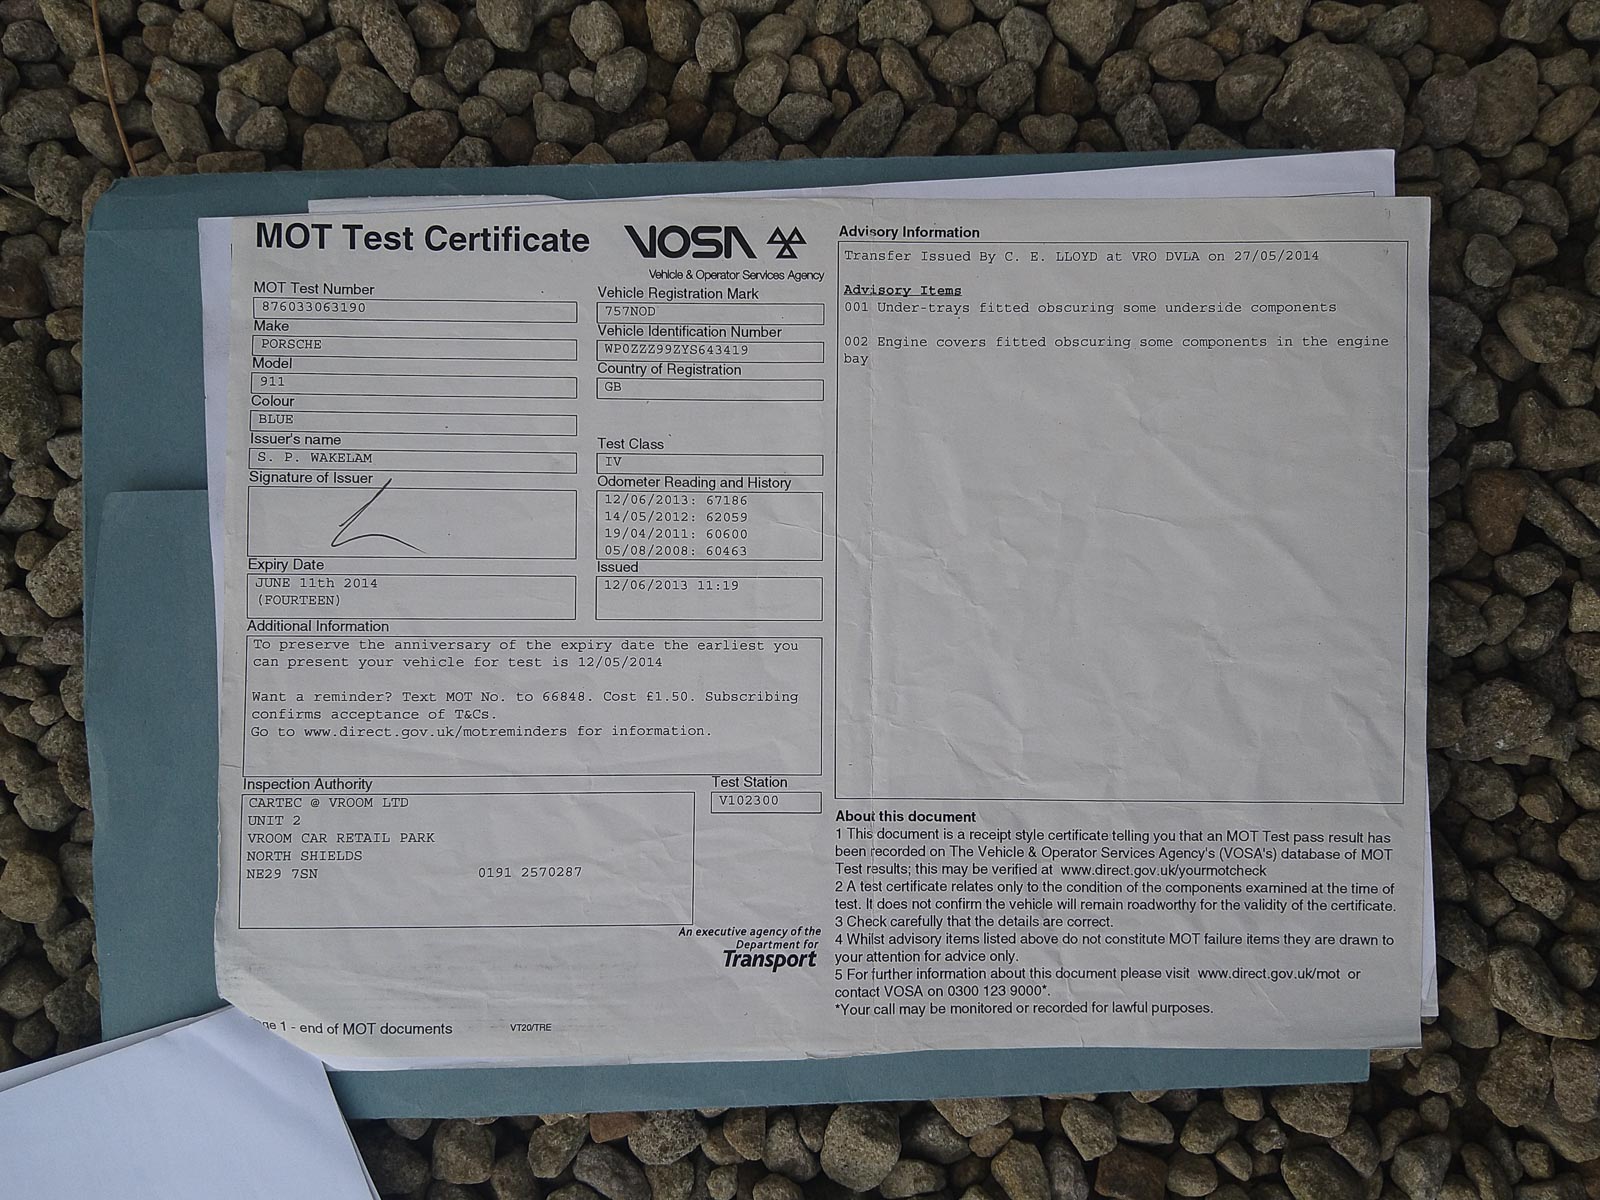 MOT Test Certificate
VOSA
Vehicle & Operator Services Agency
MOT Test Number
876033063190
Make
PORSCHE
Model
911
Colour
BLUE
Issuer's name
S. P. WAKELAM
Signature of Issuer
Expiry Date
JUNE 11th 2014
(FOURTEEN)
Vehicle Registration Mark
757NOD
Vehicle Identification Number
WP0ZZZ99ZYS643419
Country of Registration
GB
Test Class
IV
Odometer Reading and History
12/06/2013: 67186
14/05/2012: 62059
19/04/2011: 60600
05/08/2008: 60463
Issued
12/06/2013 11:19
Additional Information
To preserve the anniversary of the expiry date the earliest you
can present your vehicle for test is 12/05/2014
Want a reminder? Text MOT No. to 66848. Cost £1.50. Subscribing
confirms acceptance of T&Cs.
Go to www.direct.gov.uk/motreminders for information.
Inspection Authority
CARTEC @ VROOM LTD
UNIT 2
VROOM CAR RETAIL PARK
NORTH SHIELDS
NE29 7SN 0191 2570287
Test Station
V102300
An executive agency of the
Department for
Transport
1 - end of MOT documents
VT20/TRE
Advisory Information
Transfer Issued By C. E. LLOYD at VRO DVLA on 27/05/2014
Advisory Items
001 Under-trays fitted obscuring some underside components
002 Engine covers fitted obscuring some components in the engine
bay
About this document
1 This document is a receipt style certificate telling you that an MOT Test pass result has
been recorded on The Vehicle & Operator Services Agency's (VOSA's) database of MOT
Test results; this may be verified at www.direct.gov.uk/yourmotcheck
2 A test certificate relates only to the condition of the components examined at the time of
test. It does not confirm the vehicle will remain roadworthy for the validity of the certificate.
3 Check carefully that the details are correct.
4 Whilst advisory items listed above do not constitute MOT failure items they are drawn to
your attention for advice only.
5 For further information about this document please visit www.direct.gov.uk/mot or
contact VOSA on 0300 123 9000*.
*Your call may be monitored or recorded for lawful purposes.